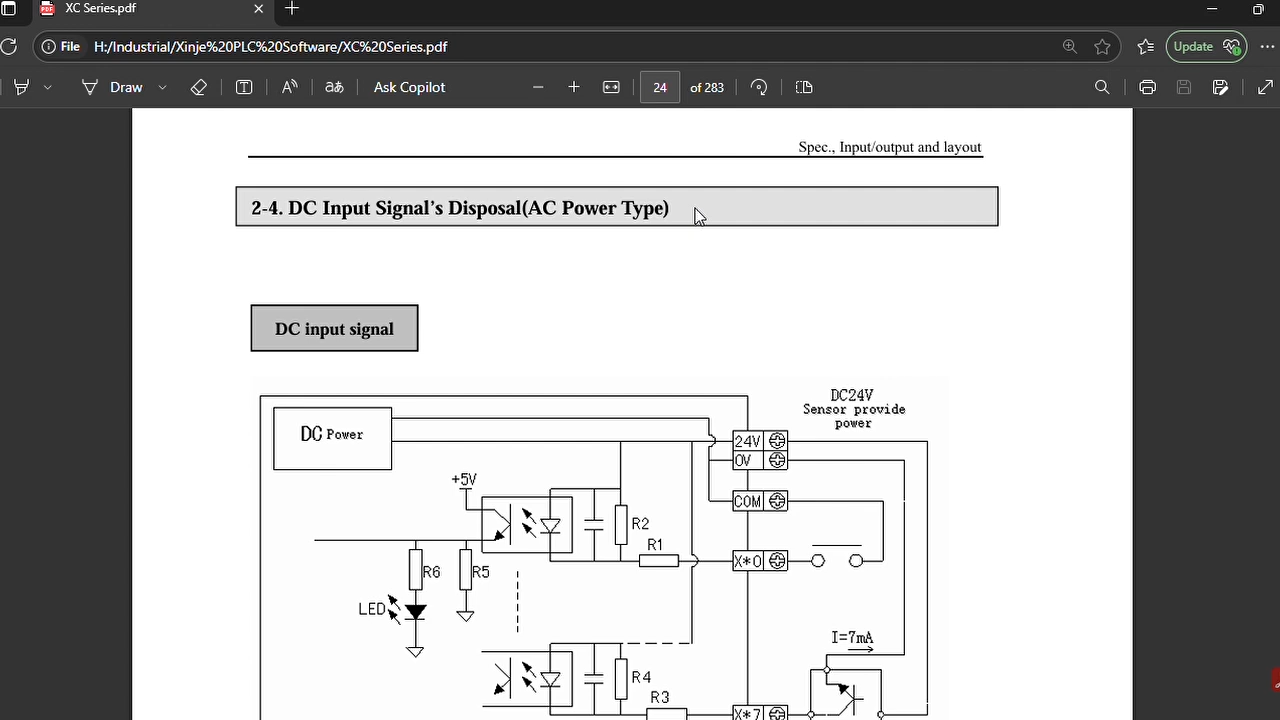 XC Series.pdf
File
H:/Industrial/Xinje%20PLC%20Software/XC%20Series.pdf
Update
Draw
Ask Copilot
24 of 283
Spec., Input/output and layout
2-4. DC Input Signal's Disposal(AC Power Type)
DC input signal
DC24V
Sensor provide
power
DC Power
24V
0V
+5V
COM
R2
R1
X*0
R6
R5
LED
I=7mA
R4
R3
X*7